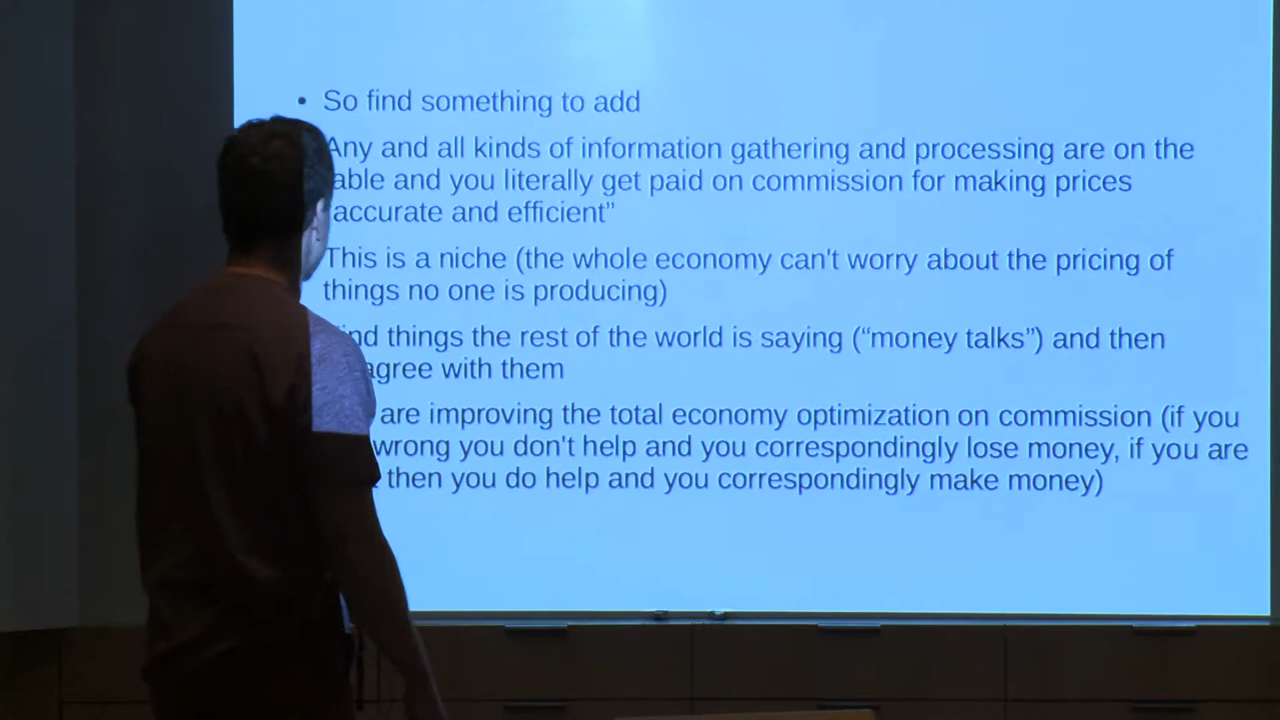 • So find something to add
Any and all kinds of information gathering and processing are on the
able and you literally get paid on commission for making prices
accurate and efficient”
This is a niche (the whole economy can't worry about the pricing of
things no one is producing)
nd things the rest of the world is saying (“money talks”) and then
agree with them
are improving the total economy optimization on commission (if you
wrong you don't help and you correspondingly lose money, if you are
then you do help and you correspondingly make money)